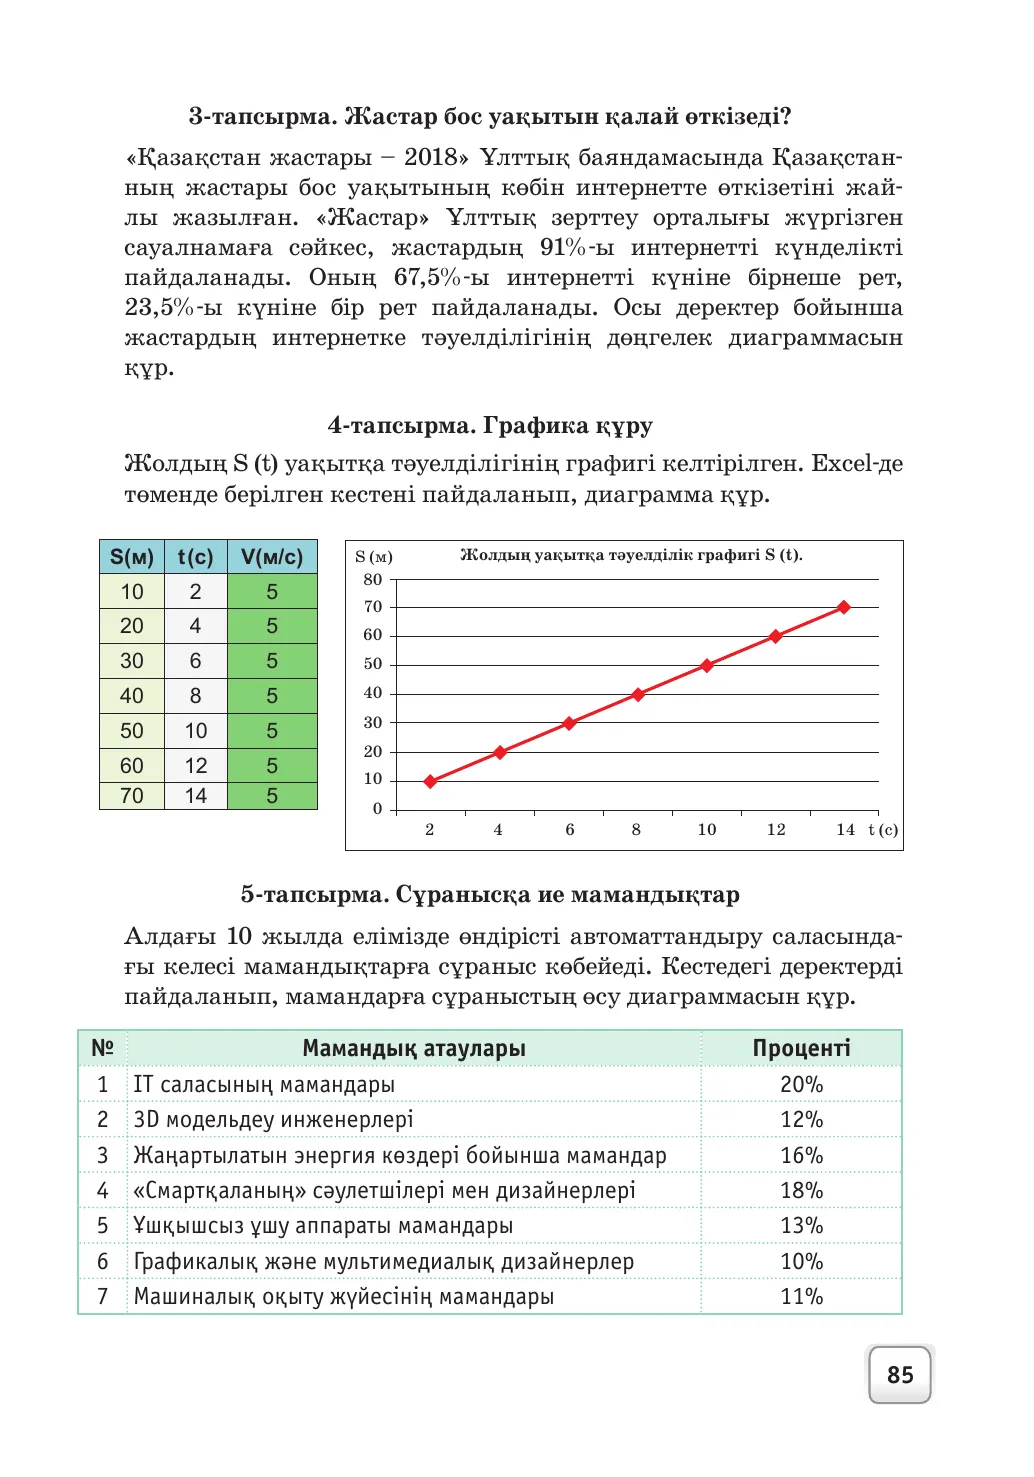 3-тапсырма. Жастар бос уақытын қалай өткізеді?
«Қазақстан жастары – 2018» Ұлттық баяндамасында Қазақстан-
ның жастары бос уақытының көбін интернетте өткізетіні жай-
лы жазылған. «Жастар» Ұлттық зерттеу орталығы жүргізген
сауалнамаға сәйкес, жастардың 91%-ы интернетті күнделікті
пайдаланады. Оның 67,5%-ы интернетті күніне бірнеше рет,
23,5%-ы күніне бір рет пайдаланады. Осы деректер бойынша
жастардың интернетке тәуелділігінің дөңгелек диаграммасын
құр.
4-тапсырма. Графика құру
Жолдың S (t) уақытқа тәуелділігінің графигі келтірілген. Excel-де
төменде берілген кестені пайдаланып, диаграмма құр.
S(м) t(с) V(м/с)
10 2 5
20 4 5
30 6 5
40 8 5
50 10 5
60 12 5
70 14 5
S (м) Жолдың уақытқа тәуелділік графигі S (t).
80
70
60
50
40
30
20
10
0
2 4 6 8 10 12 14 t (с)
5-тапсырма. Сұранысқа ие мамандықтар
Алдағы 10 жылда елімізде өндірісті автоматтандыру саласында-
ғы келесі мамандықтарға сұраныс көбейеді. Кестедегі деректерді
пайдаланып, мамандарға сұраныстың өсу диаграммасын құр.
№ Мамандық атаулары Проценті
1 IT саласының мамандары 20%
2 3D модельдеу инженерлері 12%
3 Жаңартылатын энергия көздері бойынша мамандар 16%
4 «Смартқаланың» сәулетшілері мен дизайнерлері 18%
5 Ұшқышсыз ұшу аппараты мамандары 13%
6 Графикалық және мультимедиалық дизайнерлер 10%
7 Машиналық оқыту жүйесінің мамандары 11%
85